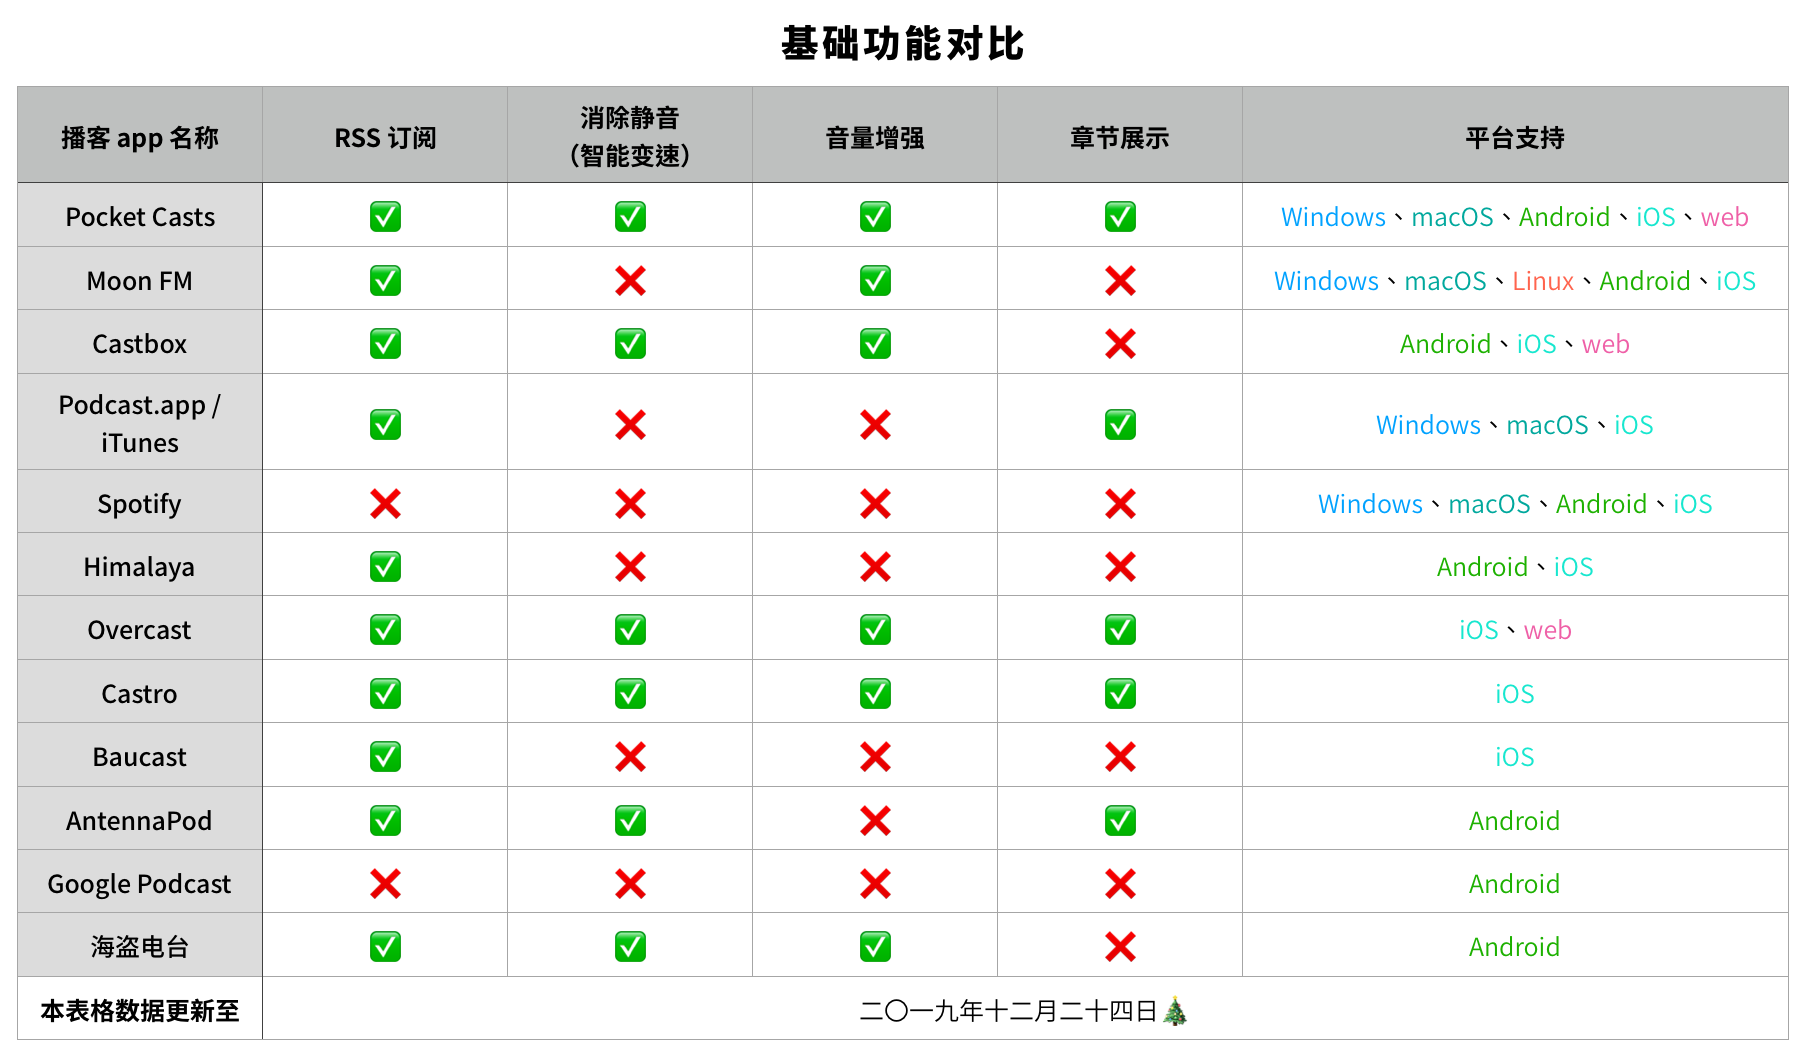 基础功能对比
播客 app 名称 RSS 订阅 消除静音 音量增强 章节展示 平台支持
（智能变速）
Pocket Casts ✅ ✅ ✅ ✅ Windows、macOS、Android、iOS、web
Moon FM ✅ ❌ ✅ ❌ Windows、macOS、Linux、Android、iOS
Castbox ✅ ✅ ✅ ❌ Android、iOS、web
Podcast.app /
iTunes ✅ ❌ ❌ ✅ Windows、macOS、iOS
Spotify ❌ ❌ ❌ ❌ Windows、macOS、Android、iOS
Himalaya ✅ ❌ ❌ ❌ Android、iOS
Overcast ✅ ✅ ✅ ✅ iOS、web
Castro ✅ ✅ ✅ ✅ iOS
Baucast ✅ ❌ ❌ ❌ iOS
AntennaPod ✅ ✅ ❌ ✅ Android
Google Podcast ❌ ❌ ❌ ❌ Android
海盗电台 ✅ ✅ ✅ ❌ Android
本表格数据更新至 二〇一九年十二月二十四日🎄